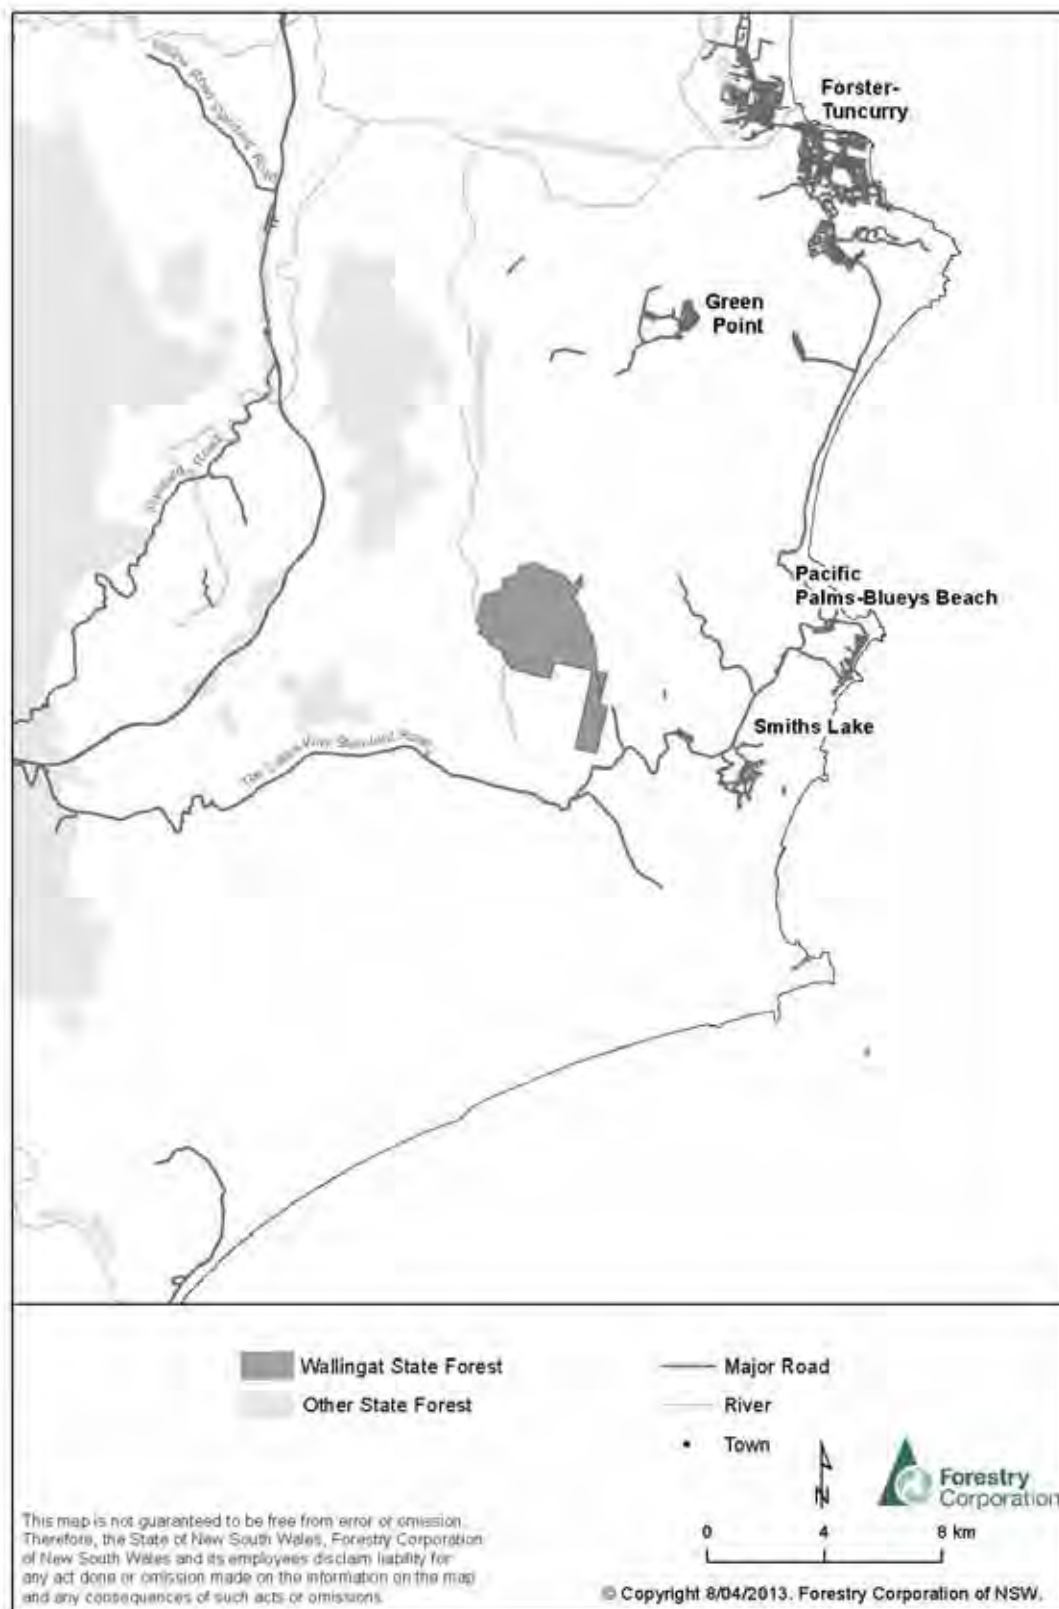 Forster-
Tuncurry
Road
Green
Point
Road
Pacific
Palms-Blueys Beach
Smiths Lake
The Lakes Way Standard Road
Wallingat State Forest
Other State Forest
Major Road
River
Town
N
Forestry
Corporation
This map is not guaranteed to be free from error or omission.
Therefore, the State of New South Wales, Forestry Corporation
of New South Wales and its employees disclaim liability for
any act done or omission made on the information on the map
and any consequences of such acts or omissions.
0 4 8 km
© Copyright 8/04/2013. Forestry Corporation of NSW.